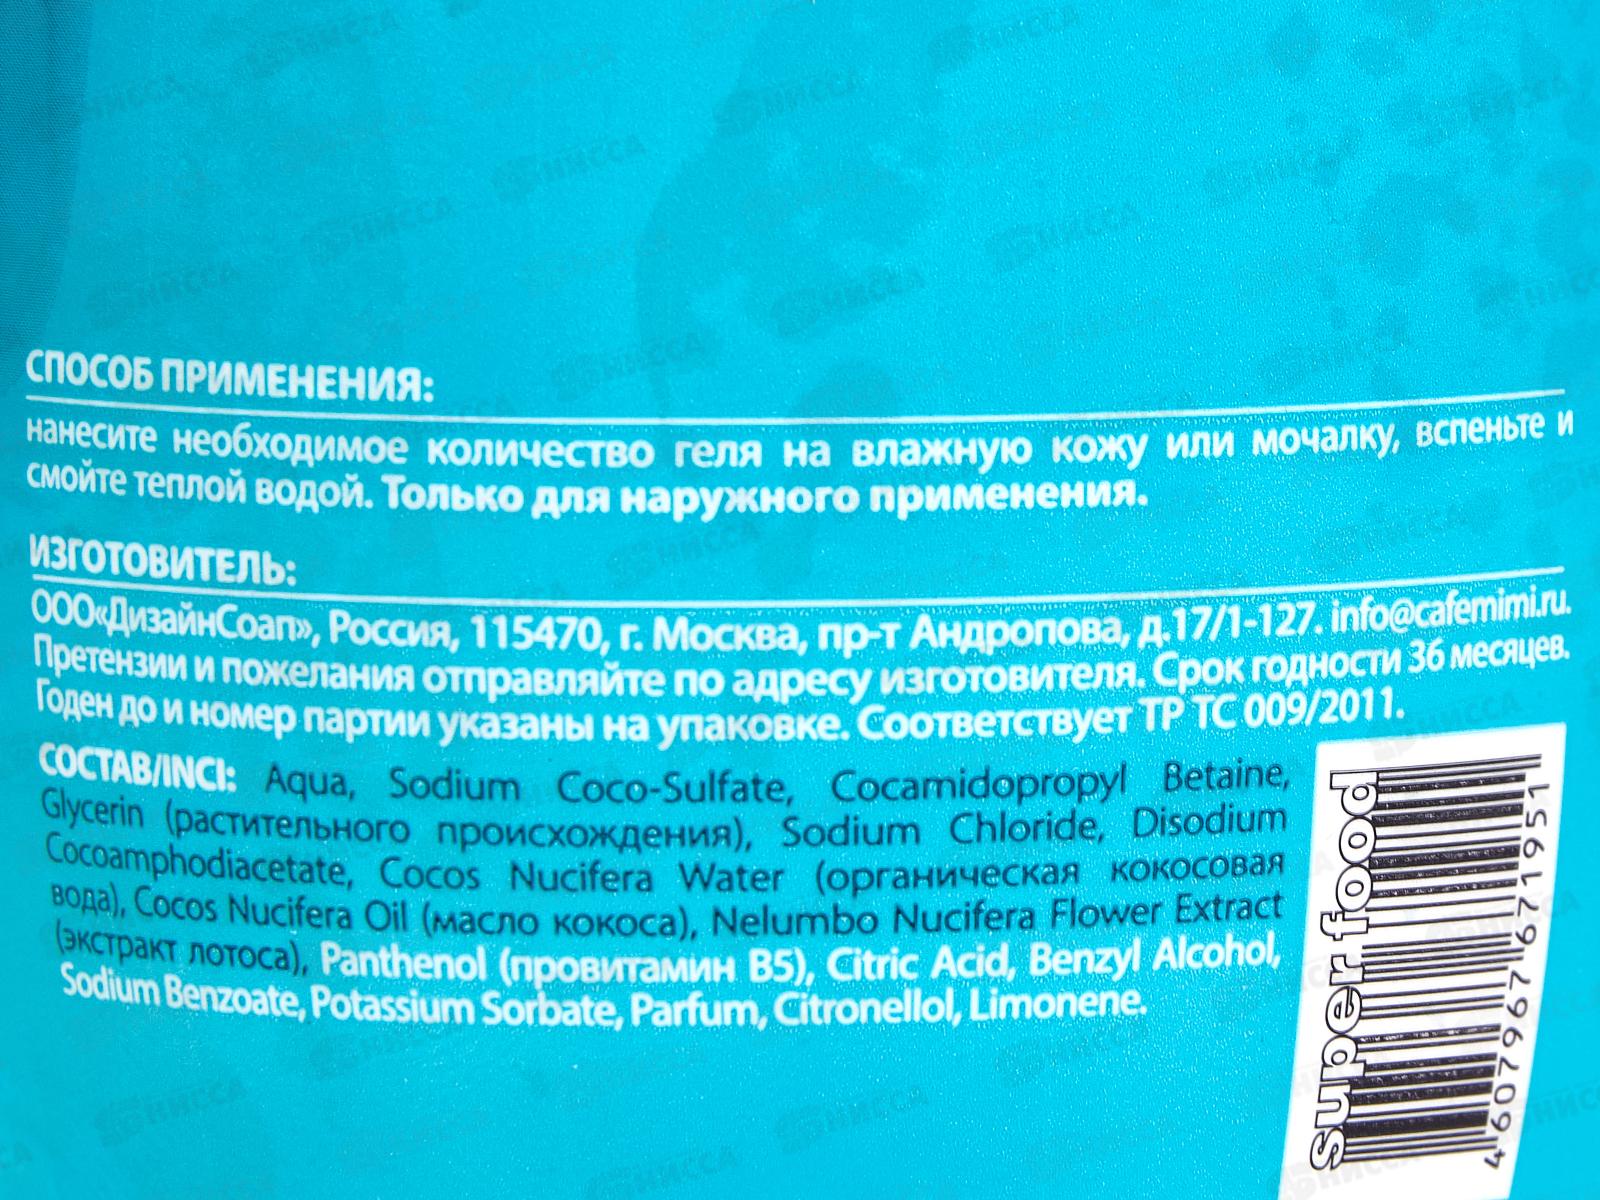 СПОСОБ ПРИМЕНЕНИЯ:
нанесите необходимое количество геля на влажную кожу или мочалку, вспеньте и
смойте теплой водой. Только для наружного применения.
ИЗГОТОВИТЕЛЬ:
ООО«ДизайнСоап», Россия, 115470, г. Москва, пр-т Андропова, д.17/1-127. info@cafemimi.ru.
Претензии и пожелания отправляйте по адресу изготовителя. Срок годности 36 месяцев.
Годен до и номер партии указаны на упаковке. Соответствует ТР ТС 009/2011.
СОСТАВ/INCI: Aqua, Sodium Coco-Sulfate, Cocamidopropyl Betaine,
Glycerin (растительного происхождения), Sodium Chloride, Disodium
Cocoamphodiacetate, Cocos Nucifera Water (органическая кокосовая
вода), Cocos Nucifera Oil (масло кокоса), Nelumbo Nucifera Flower Extract
(экстракт лотоса), Panthenol (провитамин В5), Citric Acid, Benzyl Alcohol,
Sodium Benzoate, Potassium Sorbate, Parfum, Citronellol, Limonene.
super food
4 607967 671951
НИССА